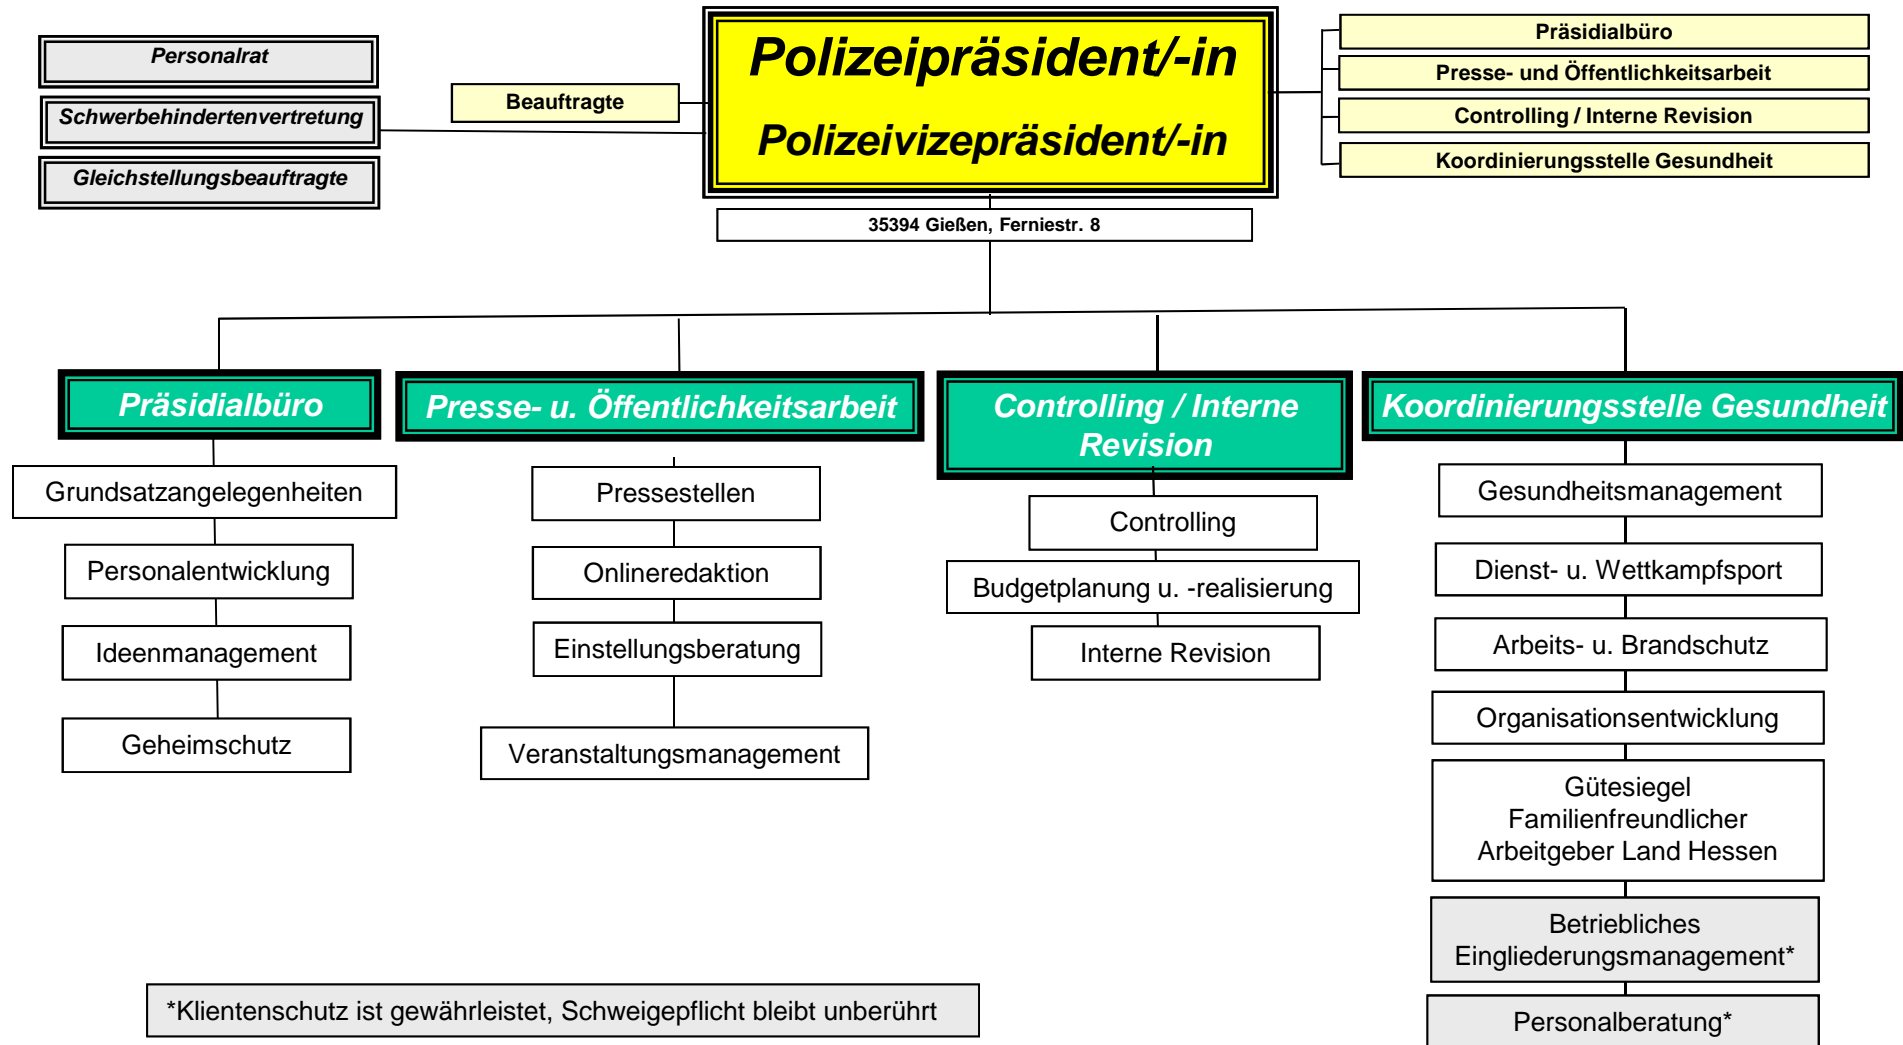 Personalrat
Schwerbehindertenvertretung
Gleichstellungsbeauftragte
Beauftragte
Polizeipräsident/-in
Polizeivizepräsident/-in
35394 Gießen, Ferniestr. 8
Präsidialbüro
Presse- und Öffentlichkeitsarbeit
Controlling / Interne Revision
Koordinierungsstelle Gesundheit
Präsidialbüro
Grundsatzangelegenheiten
Personalentwicklung
Ideenmanagement
Geheimschutz
Presse- u. Öffentlichkeitsarbeit
Pressestellen
Onlineredaktion
Einstellungsberatung
Veranstaltungsmanagement
Controlling / Interne
Revision
Controlling
Budgetplanung u. -realisierung
Interne Revision
Koordinierungsstelle Gesundheit
Gesundheitsmanagement
Dienst- u. Wettkampfsport
Arbeits- u. Brandschutz
Organisationsentwicklung
Gütesiegel
Familienfreundlicher
Arbeitgeber Land Hessen
Betriebliches
Eingliederungsmanagement*
Personalberatung*
*Klientenschutz ist gewährleistet, Schweigepflicht bleibt unberührt